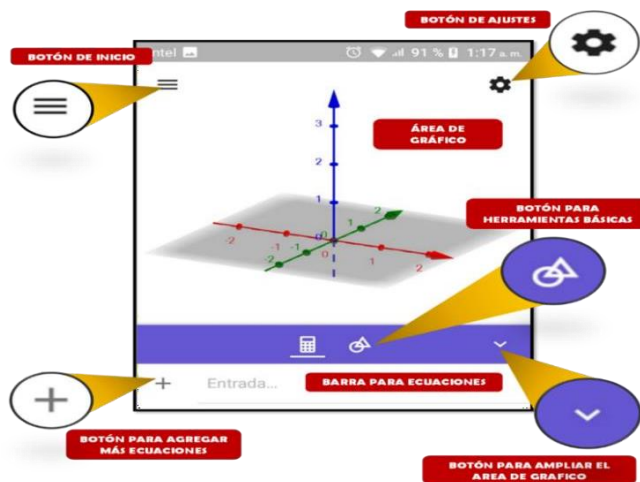 BOTÓN DE AJUSTES
BOTÓN DE INICIO
ntel 91 % 1:17 a. m.
ÁREA DE
GRÁFICO
3
2
1
0
2
1
0
-1
-2
-2
-1
0
1
2
BOTÓN PARA
HERRAMIENTAS BÁSICAS
+ Entrada...
BARRA PARA ECUACIONES
+
BOTÓN PARA AGREGAR
MÁS ECUACIONES
BOTÓN PARA AMPLIAR EL
AREA DE GRAFICO